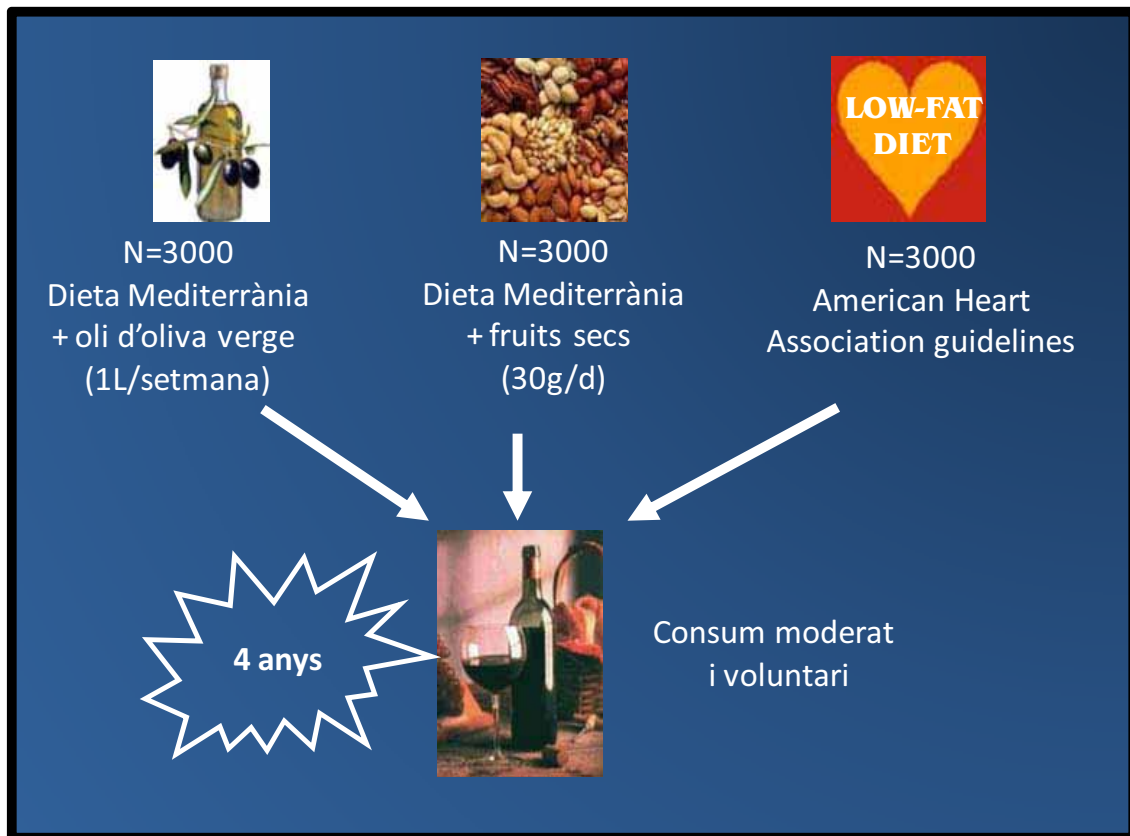 N=3000
Dieta Mediterrània
+ oli d'oliva verge
(1L/setmana)
N=3000
Dieta Mediterrània
+ fruits secs
(30g/d)
LOW-FAT
DIET
N=3000
American Heart
Association guidelines
4 anys
Consum moderat
i voluntari